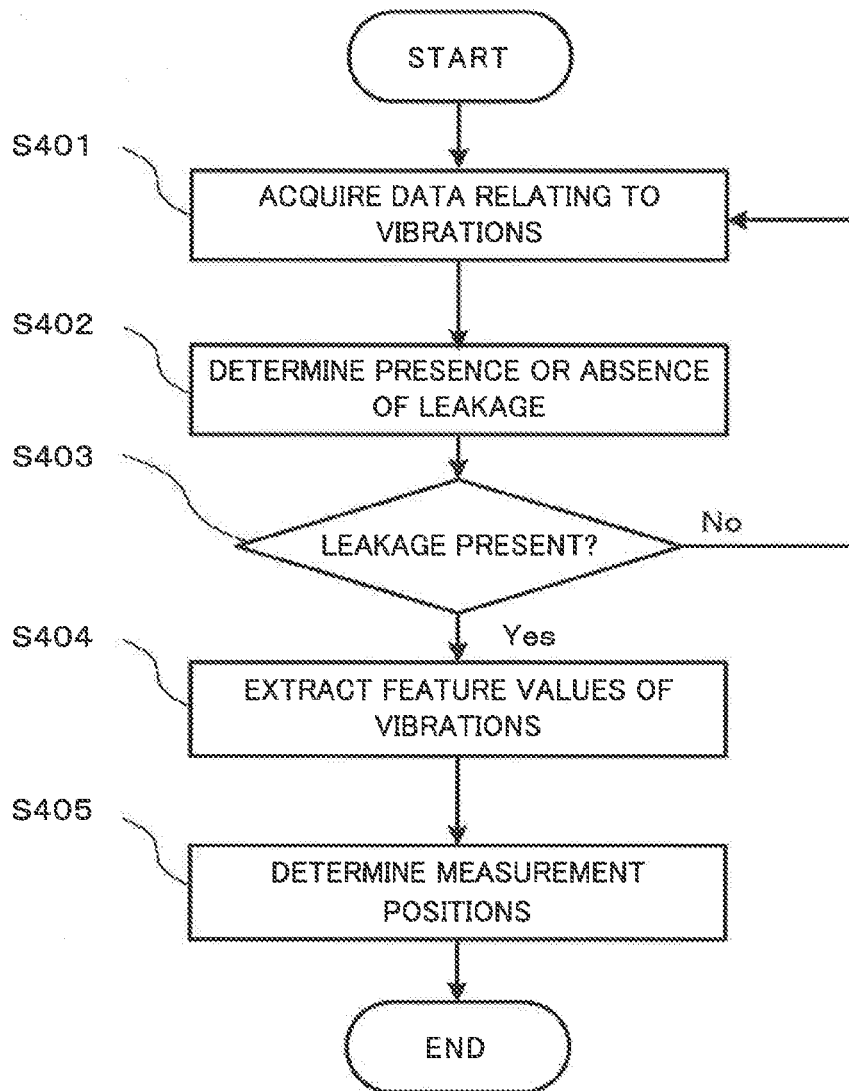 START
S401
ACQUIRE DATA RELATING TO
VIBRATIONS
S402
DETERMINE PRESENCE OR ABSENCE
OF LEAKAGE
S403
LEAKAGE PRESENT?
No
Yes
S404
EXTRACT FEATURE VALUES OF
VIBRATIONS
S405
DETERMINE MEASUREMENT
POSITIONS
END